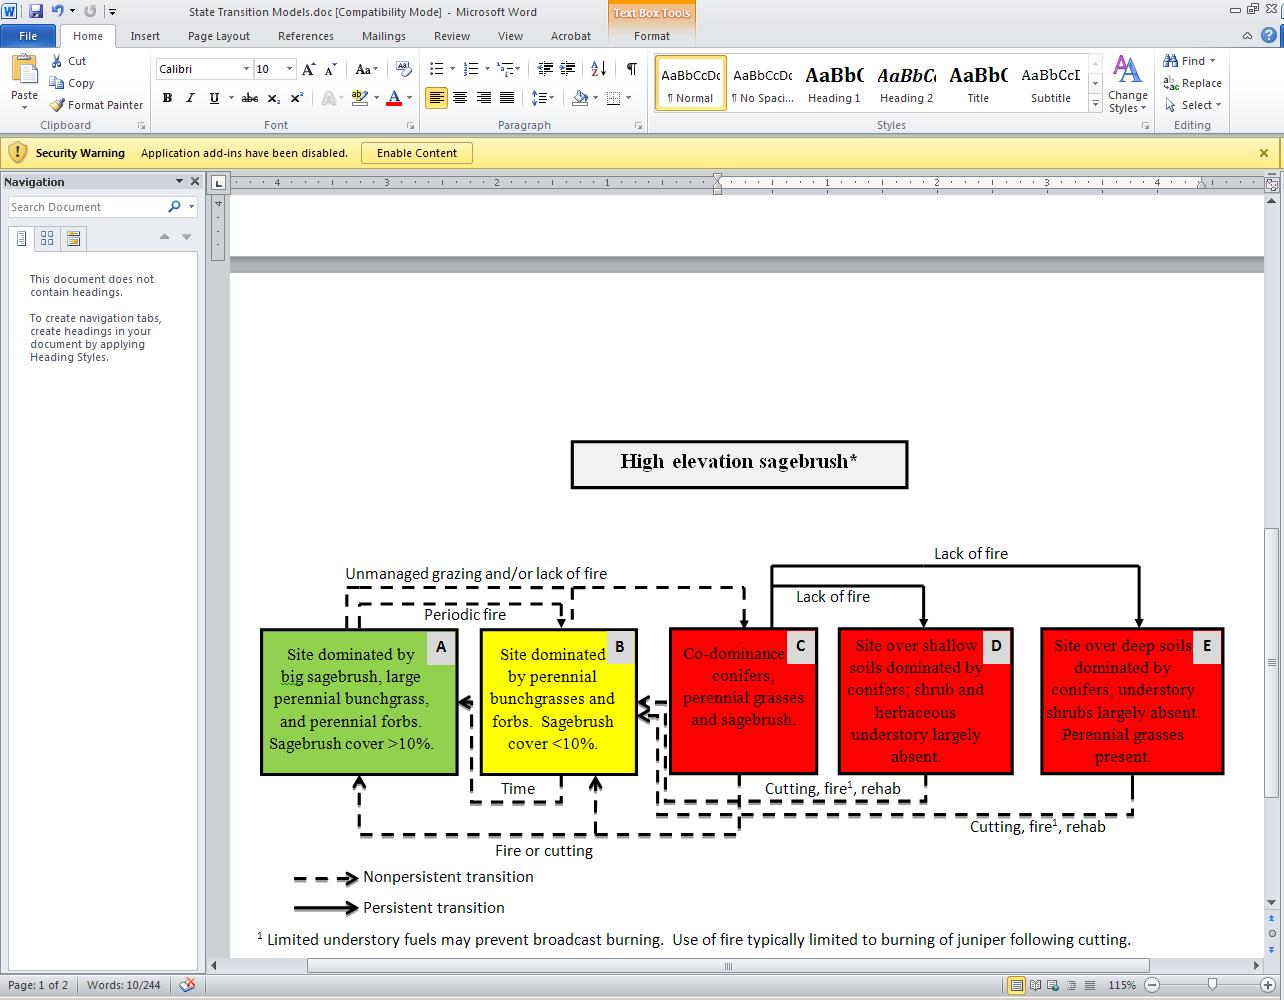 State Transition Models.doc [Compatibility Mode] - Microsoft Word
Text Box Tools
File
Home
Insert
Page Layout
References
Mailings
Review
View
Acrobat
Format
Paste
Cut
Copy
Format Painter
Clipboard
Calibri
10
Font
Paragraph
AaBbCcDc
¶ Normal
AaBbCcDc
¶ No Spaci...
AaBbC
Heading 1
AaBbCc
Heading 2
AaBbC
Title
AaBbCcI
Subtitle
Change
Styles
Styles
Find
Replace
Select
Editing
Security Warning
Application add-ins have been disabled.
Enable Content
Navigation
Search Document
This document does not
contain headings.
To create navigation tabs,
create headings in your
document by applying
Heading Styles.
4 3 2 1 1 2 3 4
High elevation sagebrush*
Lack of fire
Unmanaged grazing and/or lack of fire
Lack of fire
Periodic fire
A
Site dominated by
big sagebrush, large
perennial bunchgrass,
and perennial forbs.
Sagebrush cover >10%.
B
Site dominated
by perennial
bunchgrasses and
forbs.  Sagebrush
cover <10%.
C
Co-dominance
conifers,
perennial grasses
and sagebrush.
D
Site over shallow
soils dominated by
conifers; shrub and
herbaceous
understory largely
absent.
E
Site over deep soils
dominated by
conifers; understory
shrubs largely absent.
Perennial grasses
present.
Time
Cutting, fire¹, rehab
Cutting, fire¹, rehab
Fire or cutting
Nonpersistent transition
Persistent transition
¹ Limited understory fuels may prevent broadcast burning.  Use of fire typically limited to burning of juniper following cutting.
Page: 1 of 2
Words: 10/244
115%